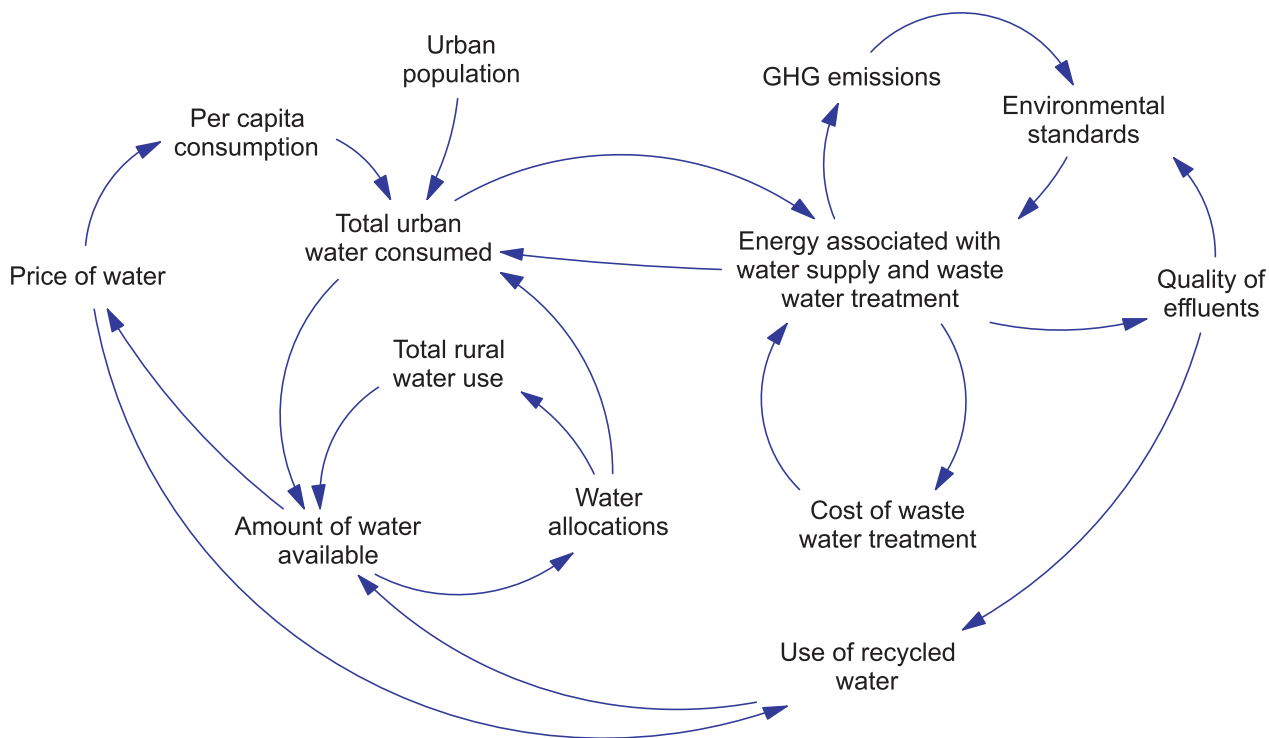 Urban
population
GHG emissions
Environmental
standards
Per capita
consumption
Total urban
water consumed
Energy associated with
water supply and waste
water treatment
Price of water
Quality of
effluents
Total rural
water use
Water
allocations
Cost of waste
water treatment
Amount of water
available
Use of recycled
water